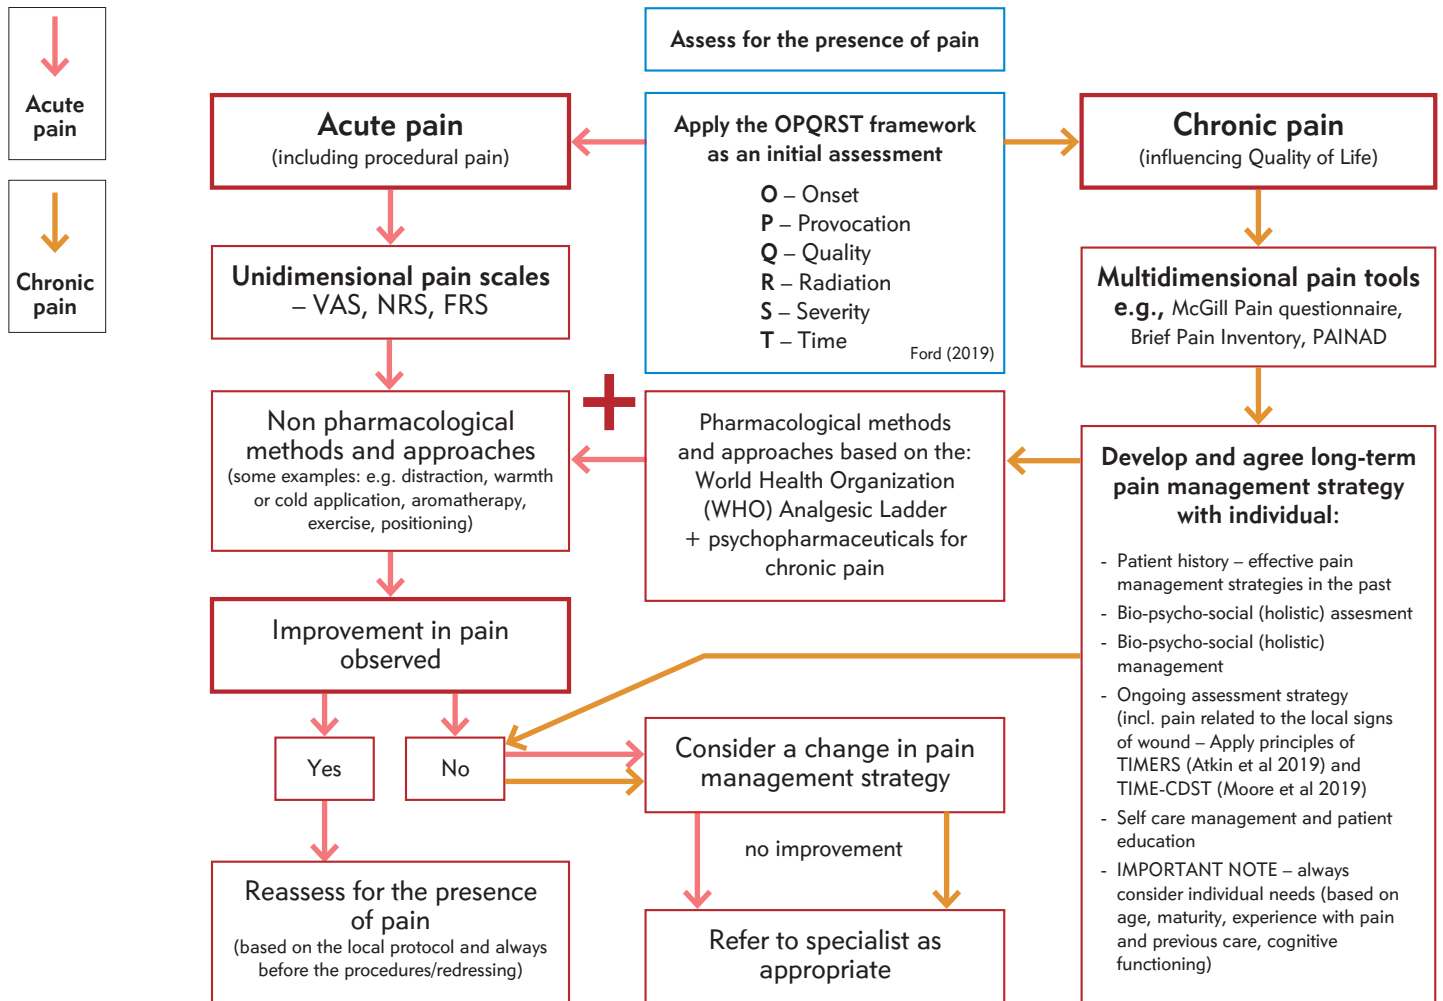 Acute
pain
Chronic
pain
Assess for the presence of pain
Acute pain
(including procedural pain)
Apply the OPQRST framework
as an initial assessment
O – Onset
P – Provocation
Q – Quality
R – Radiation
S – Severity
T – Time
Ford (2019)
Chronic pain
(influencing Quality of Life)
Unidimensional pain scales
– VAS, NRS, FRS
Multidimensional pain tools
e.g., McGill Pain questionnaire,
Brief Pain Inventory, PAINAD
Non pharmacological
methods and approaches
(some examples: e.g. distraction, warmth
or cold application, aromatherapy,
exercise, positioning)
+
Pharmacological methods
and approaches based on the:
World Health Organization
(WHO) Analgesic Ladder
+ psychopharmaceuticals for
chronic pain
Develop and agree long-term
pain management strategy
with individual:
- Patient history – effective pain
management strategies in the past
- Bio-psycho-social (holistic) assesment
- Bio-psycho-social (holistic)
management
- Ongoing assessment strategy
(incl. pain related to the local signs
of wound – Apply principles of
TIMERS (Atkin et al 2019) and
TIME-CDST (Moore et al 2019)
- Self care management and patient
education
- IMPORTANT NOTE – always
consider individual needs (based on
age, maturity, experience with pain
and previous care, cognitive
functioning)
Improvement in pain
observed
Yes
No
Consider a change in pain
management strategy
no improvement
Reassess for the presence
of pain
(based on the local protocol and always
before the procedures/redressing)
Refer to specialist as
appropriate